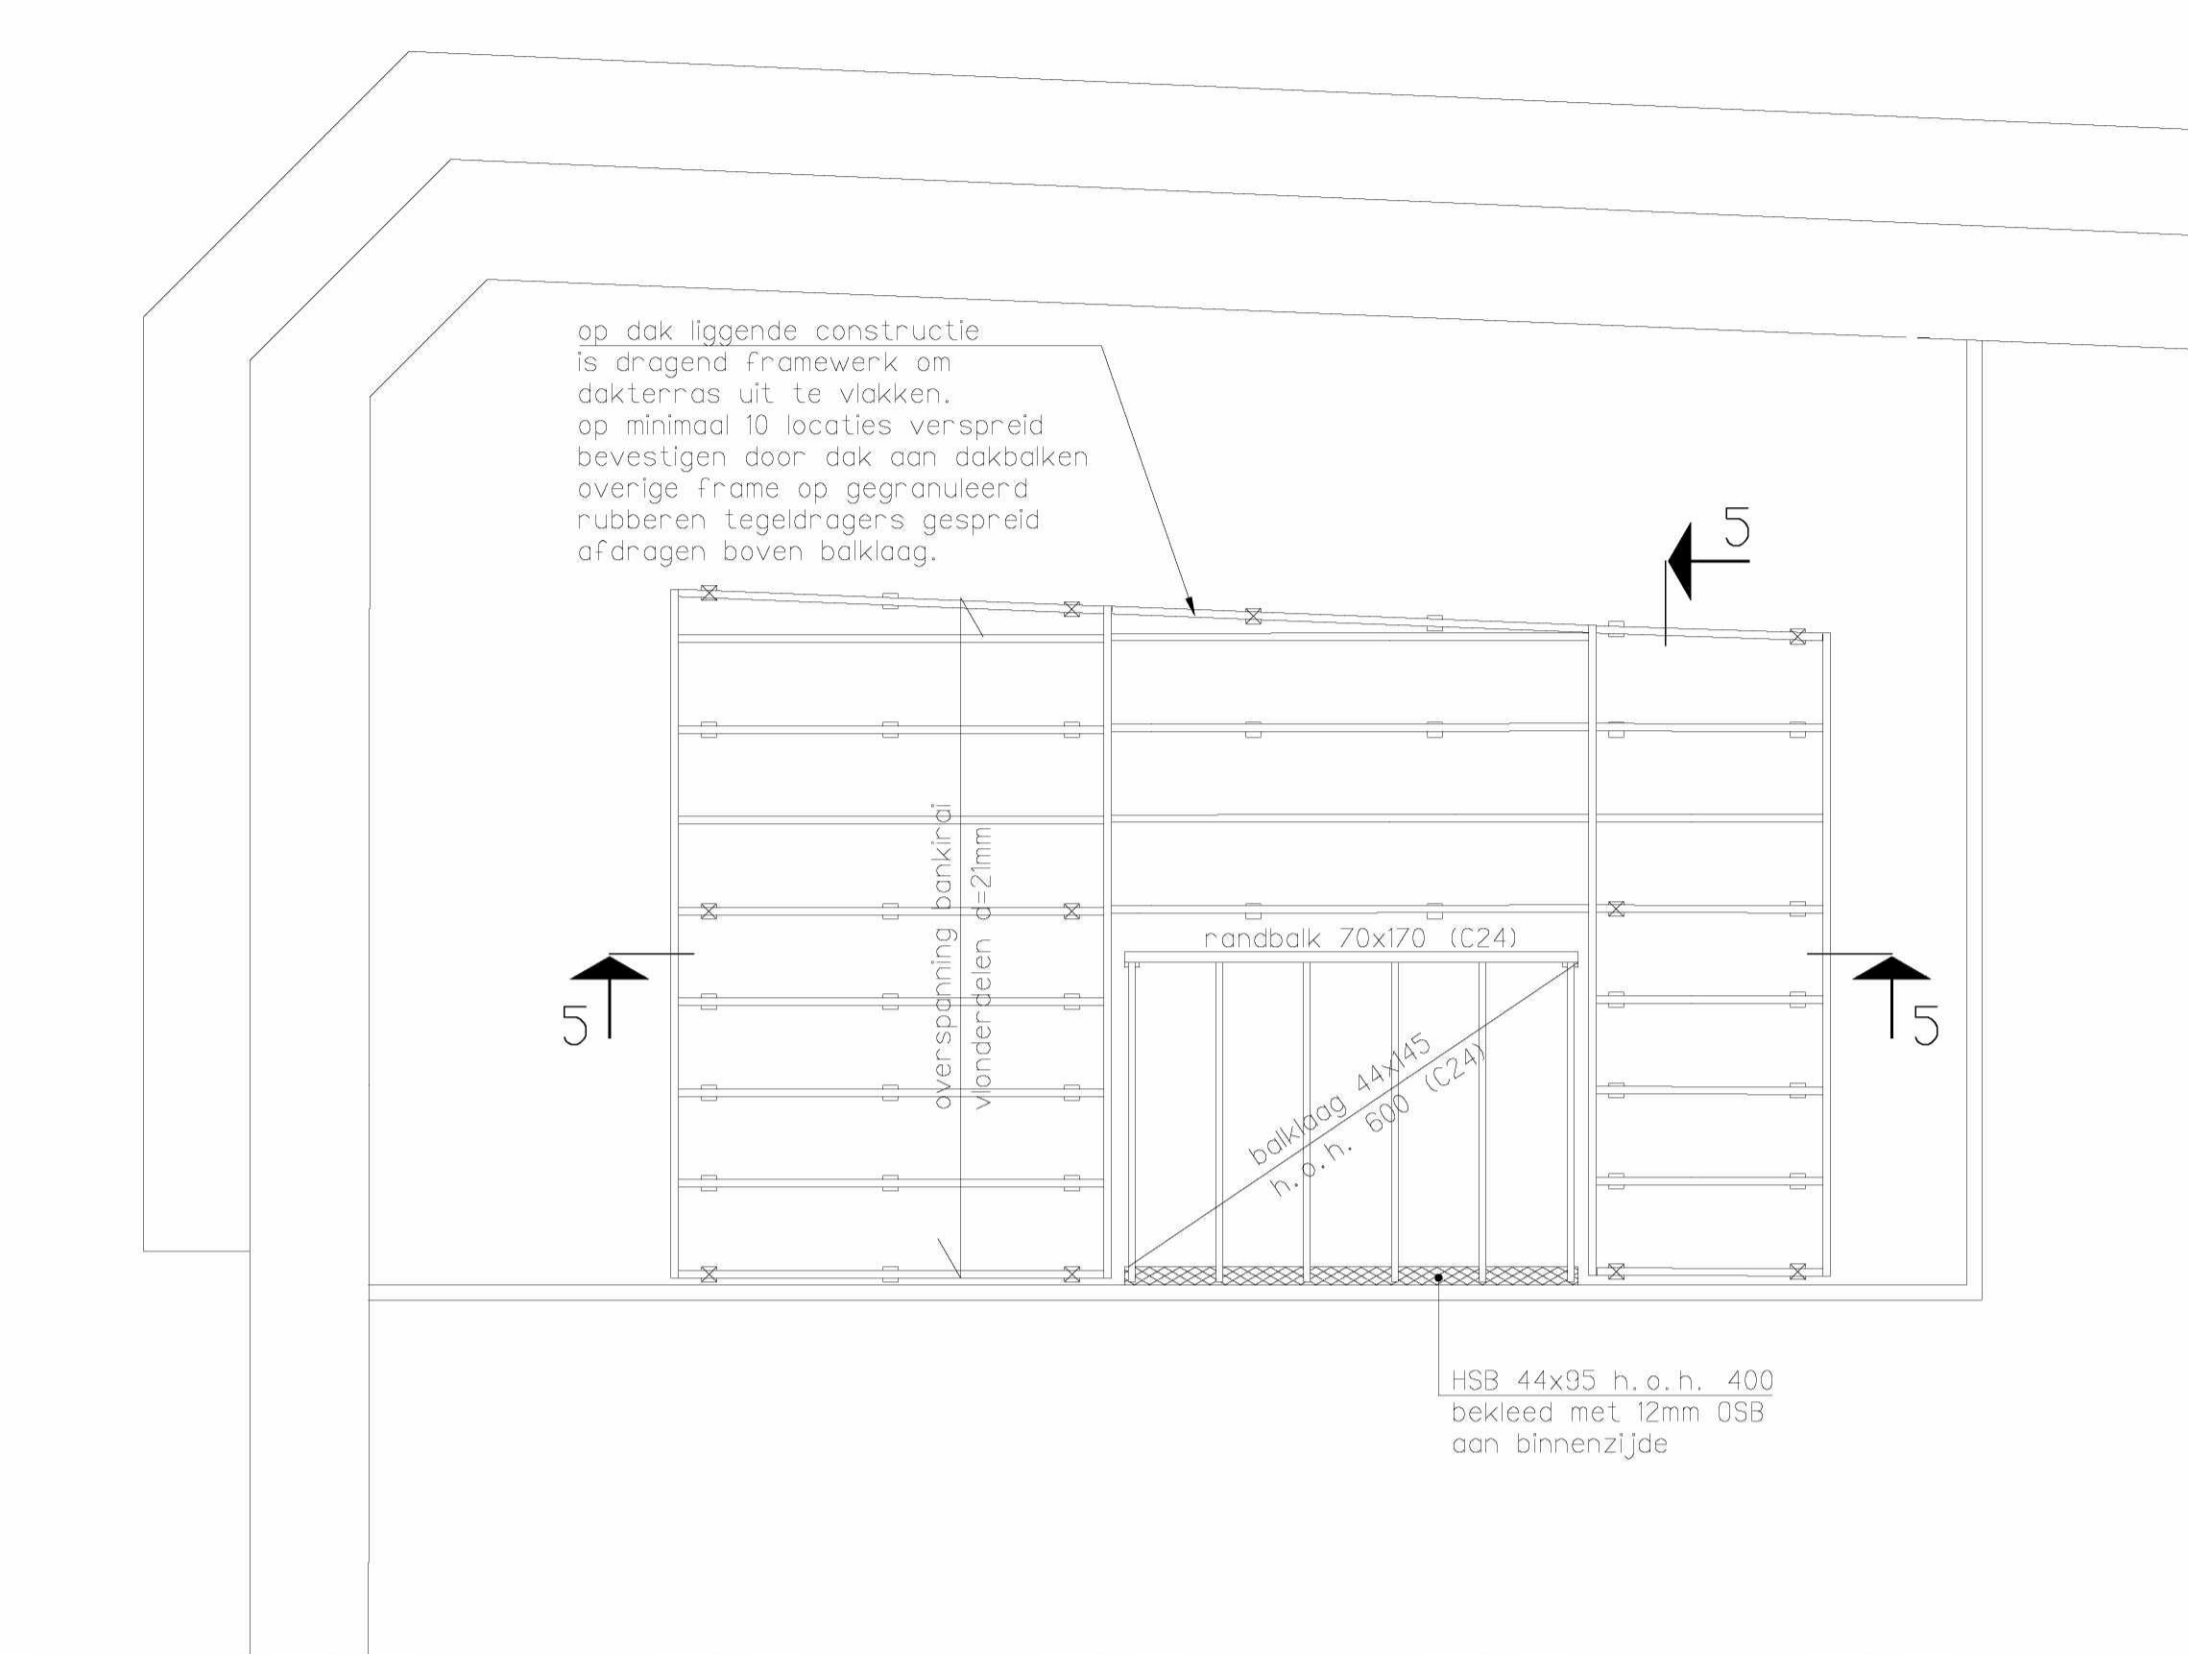 op dak liggende constructie
is dragend framewerk om
dakterras uit te vlakken.
op minimaal 10 locaties verspreid
bevestigen door dak aan dakbalken
overige frame op gegranuleerd
rubberen tegeldragers gespreid
afdragen boven balklaag.
5
overspanning bankirai
vlonderdelen d=21mm
randbalk 70x170 (C24)
5
5
balklaag 44x145
h.o.h. 600 (C24)
HSB 44x95 h.o.h. 400
bekleed met 12mm OSB
aan binnenzijde